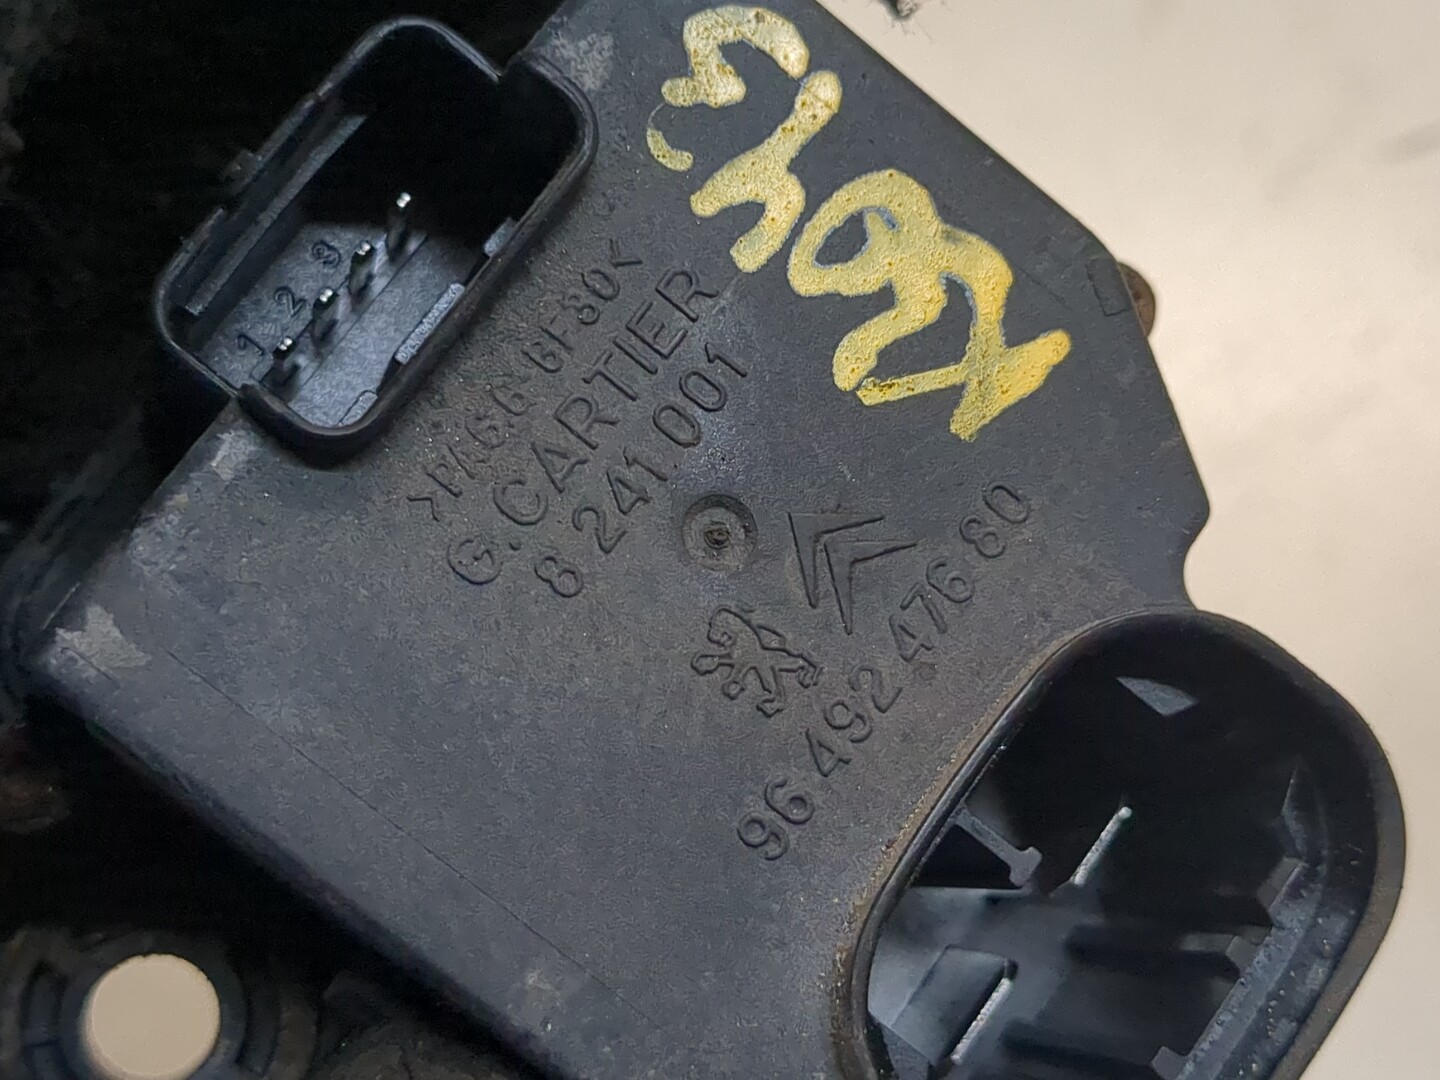 1 2 3
>PA66 GF30<
G.CARTIER
8 241 001
96 492 476 80